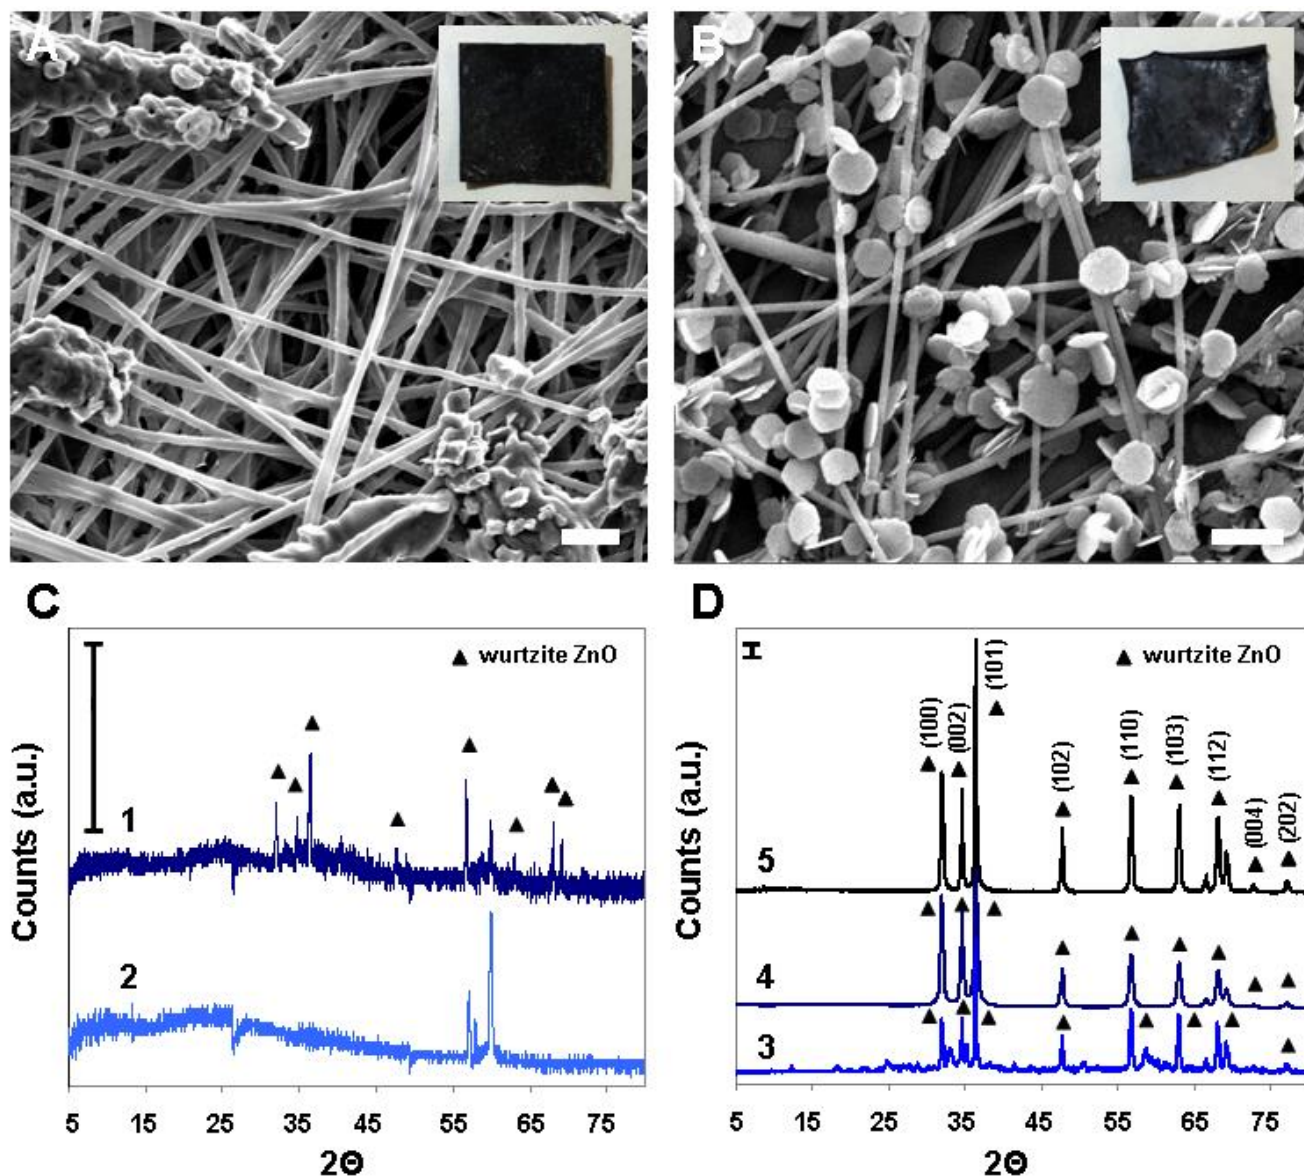 A
B
C
D
▲ wurtzite ZnO
▲ wurtzite ZnO
(100)
(002)
(101)
(102)
(110)
(103)
(112)
(004)
(202)
Counts (a.u.)
1
2
Counts (a.u.)
5
4
3
5 15 25 35 45 55 65 75
2Θ
5 15 25 35 45 55 65 75
2Θ